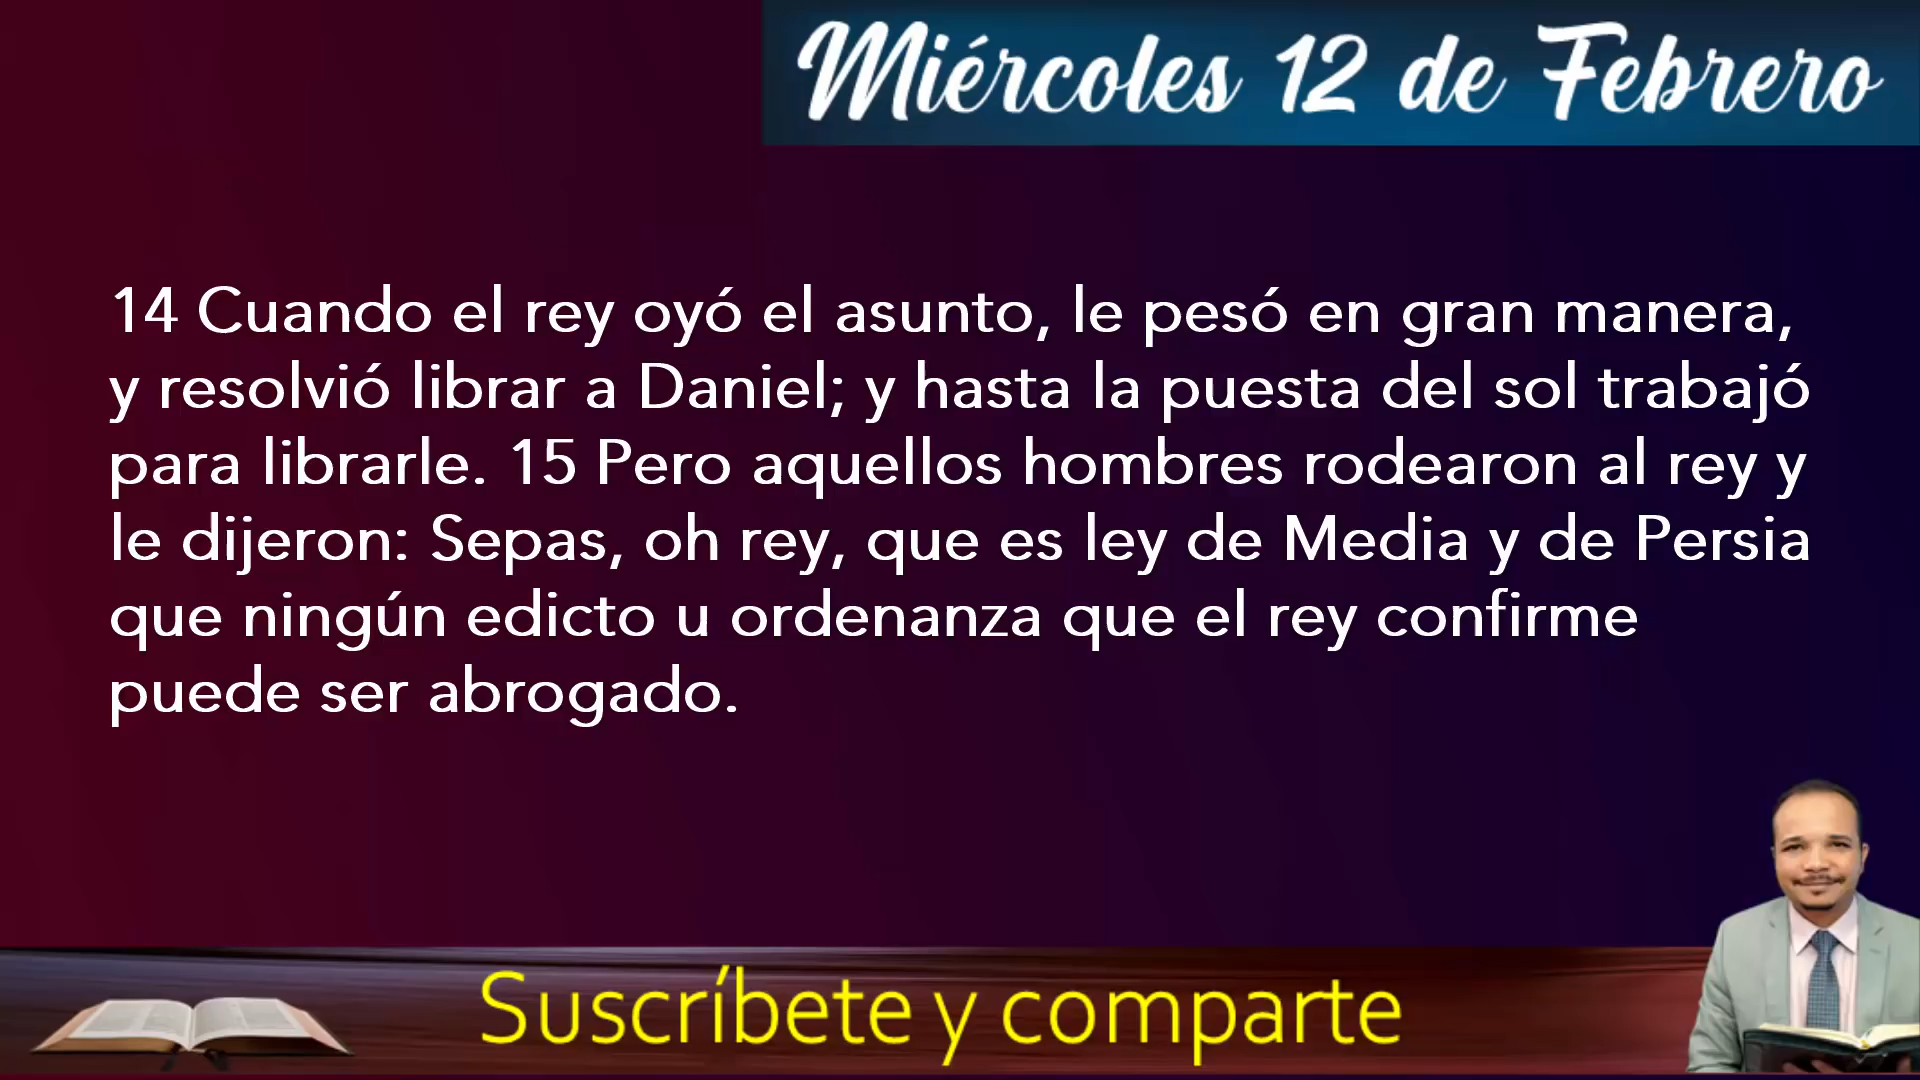 Miércoles 12 de Febrero
14 Cuando el rey oyó el asunto, le pesó en gran manera,
y resolvió librar a Daniel; y hasta la puesta del sol trabajó
para librarle. 15 Pero aquellos hombres rodearon al rey y
le dijeron: Sepas, oh rey, que es ley de Media y de Persia
que ningún edicto u ordenanza que el rey confirme
puede ser abrogado.
Suscríbete y comparte